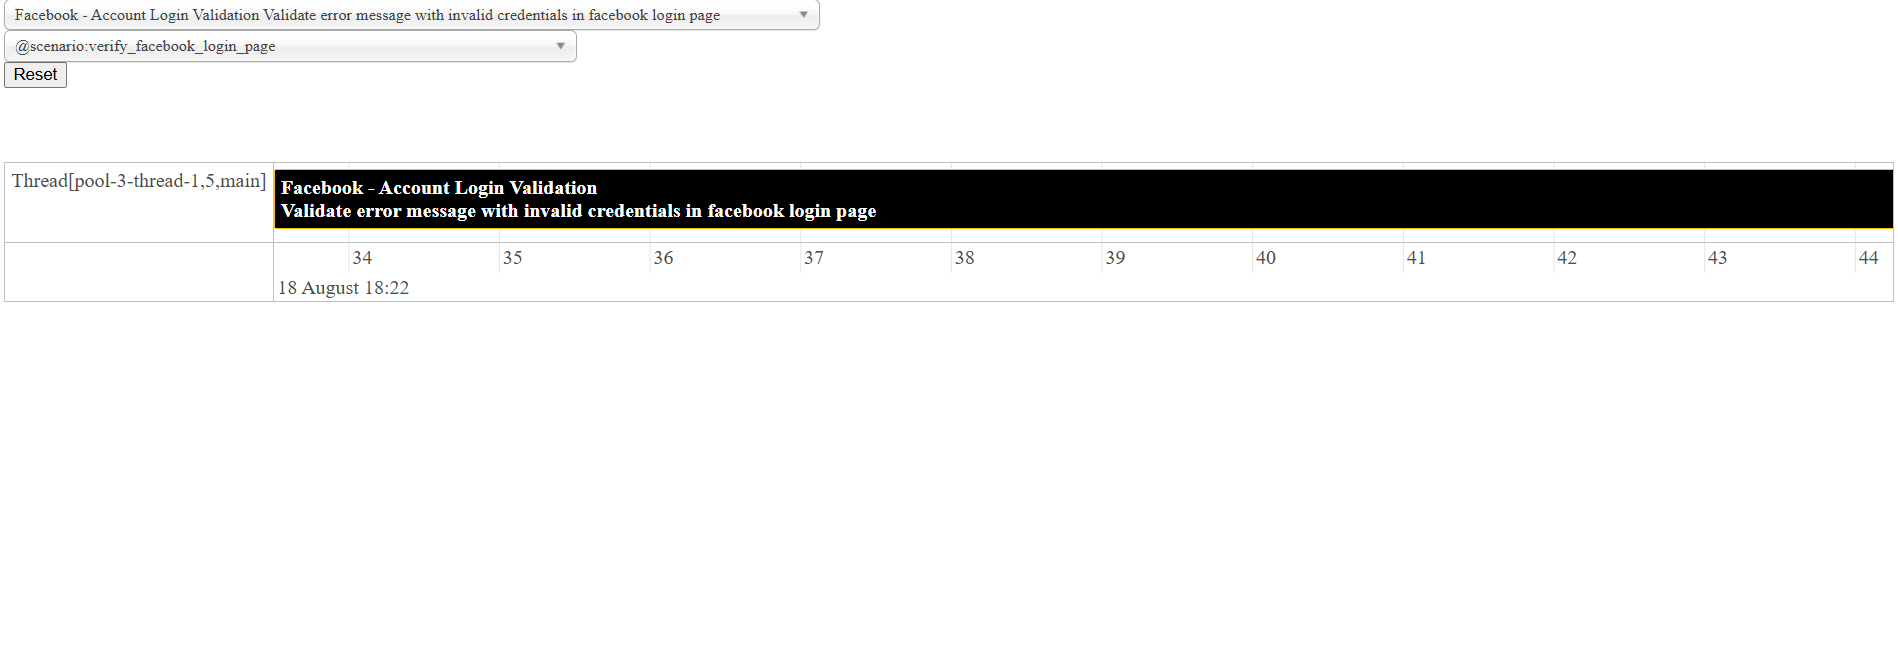 Facebook - Account Login Validation Validate error message with invalid credentials in facebook login page
@scenario:verify_facebook_login_page
Reset
Thread[pool-3-thread-1,5,main]
Facebook - Account Login Validation
Validate error message with invalid credentials in facebook login page
34 35 36 37 38 39 40 41 42 43 44
18 August 18:22